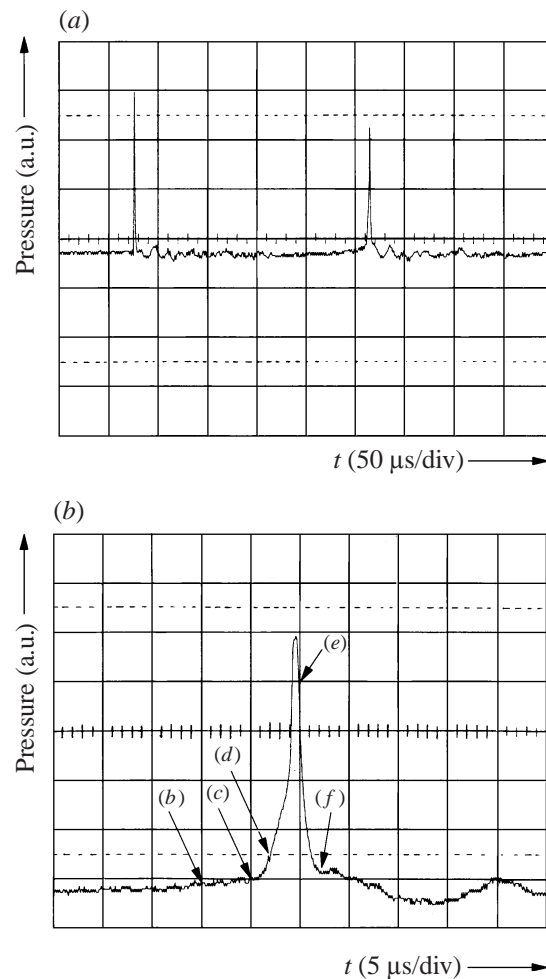 (a)
Pressure (a.u.)
t (50 μs/div)
(b)
Pressure (a.u.)
(e)
(d)
(b)
(c)
(f)
t (5 μs/div)